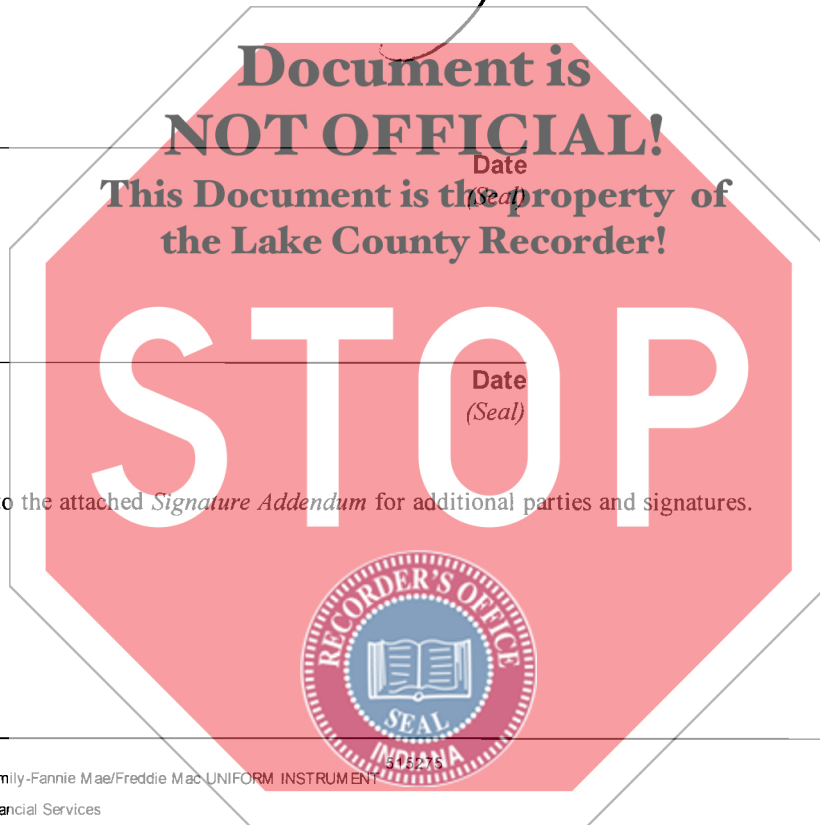 Document is
NOT OFFICIAL!
Date
This Document is the property of
(Seal)
the Lake County Recorder!
STOP
Date
(Seal)
o the attached Signature Addendum for additional parties and signatures.
RECORDER'S OFFICE
SEAL
INDIANA
515275
mily-Fannie Mae/Freddie Mac UNIFORM INSTRUMENT
ancial Services